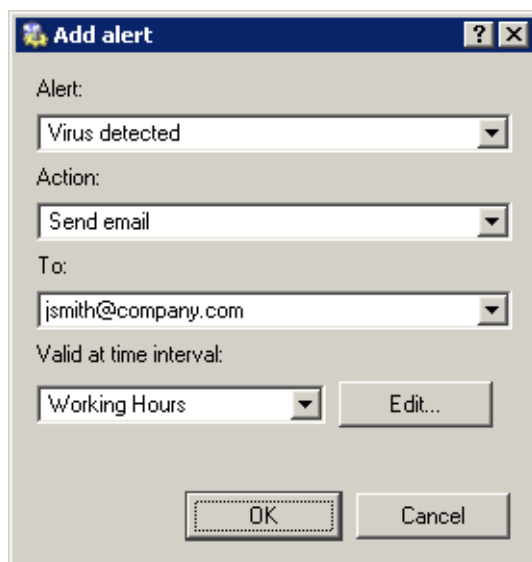 Add alert
Alert:
Virus detected
Action:
Send email
To:
jsmith@company.com
Valid at time interval:
Working Hours
Edit...
OK
Cancel